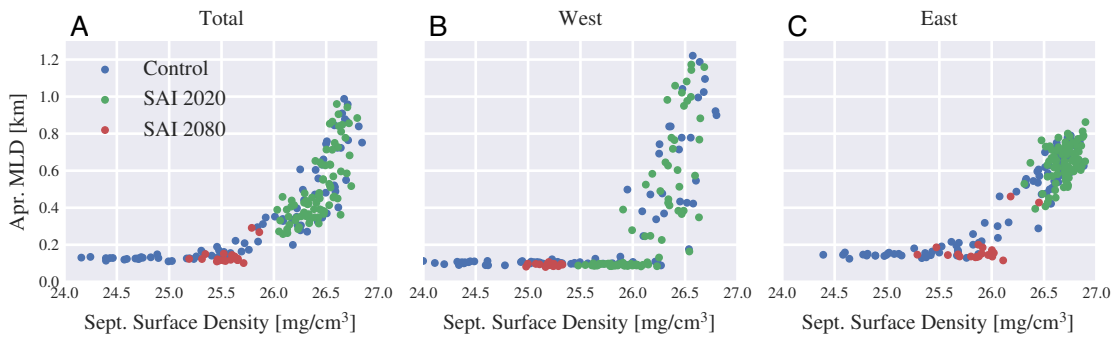 A Total B West C East
1.2
1.0
0.8
0.6
0.4
0.2
0.0
Apr. MLD [km]
Control
SAI 2020
SAI 2080
24.0 24.5 25.0 25.5 26.0 26.5 27.0 24.0 24.5 25.0 25.5 26.0 26.5 27.0 24.0 24.5 25.0 25.5 26.0 26.5 27.0
Sept. Surface Density [mg/cm³] Sept. Surface Density [mg/cm³] Sept. Surface Density [mg/cm³]